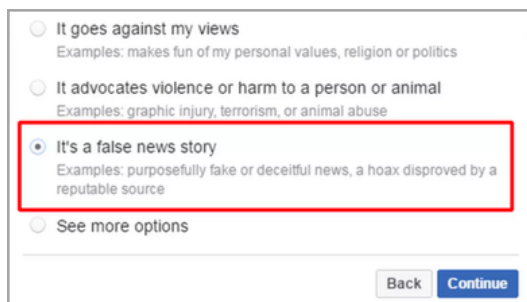 It goes against my views
Examples: makes fun of my personal values, religion or politics
It advocates violence or harm to a person or animal
Examples: graphic injury, terrorism, or animal abuse
It's a false news story
Examples: purposefully fake or deceitful news, a hoax disproved by a
reputable source
See more options
Back Continue